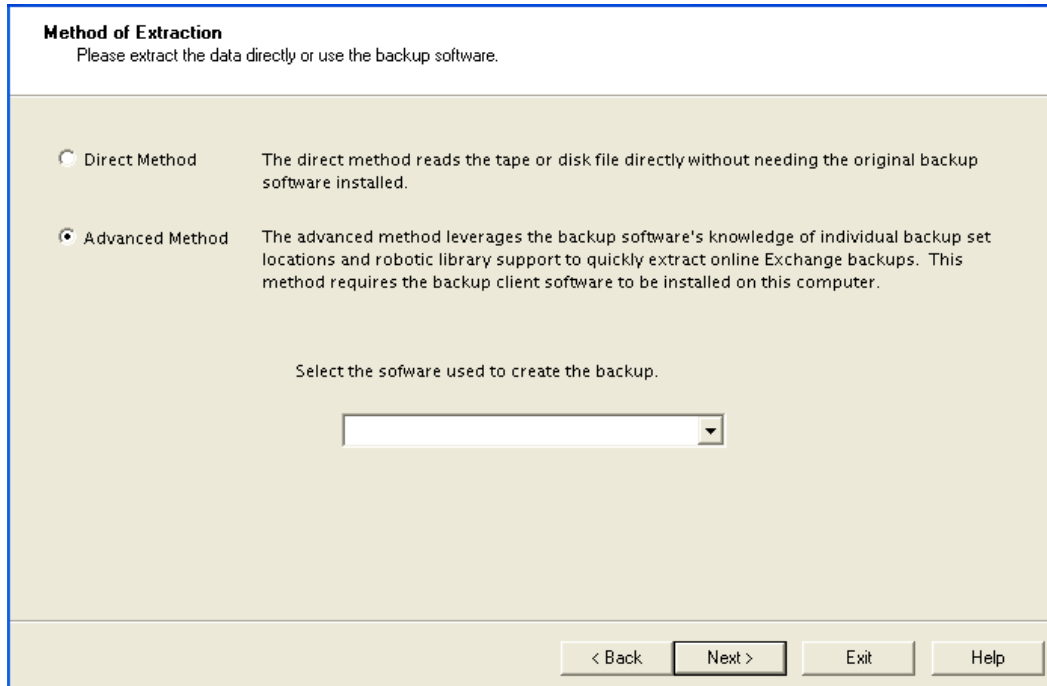 Method of Extraction
Please extract the data directly or use the backup software.
Direct Method
The direct method reads the tape or disk file directly without needing the original backup
software installed.
Advanced Method
The advanced method leverages the backup software's knowledge of individual backup set
locations and robotic library support to quickly extract online Exchange backups. This
method requires the backup client software to be installed on this computer.
Select the sofware used to create the backup.
< Back
Next >
Exit
Help